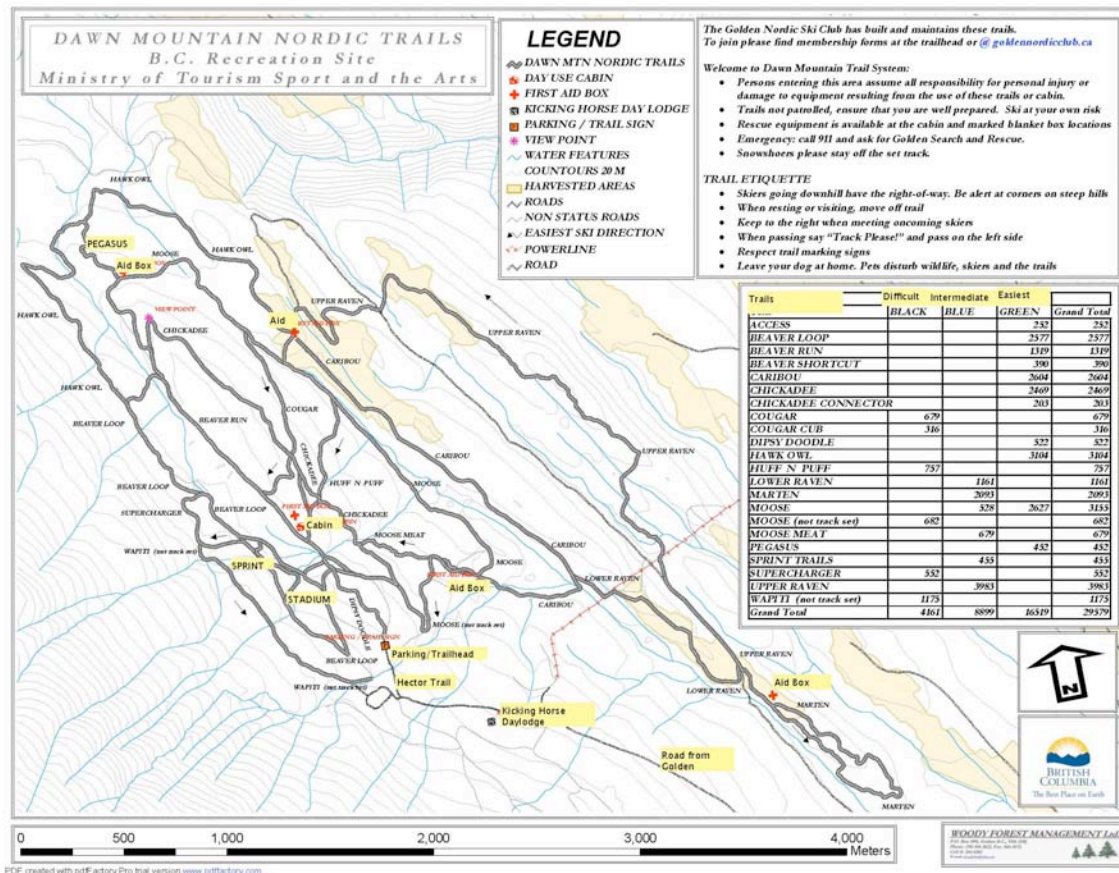 DAWN MOUNTAIN NORDIC TRAILS
B.C. Recreation Site
Ministry of Tourism Sport and the Arts
LEGEND
DAWN MTN NORDIC TRAILS
DAY USE CABIN
FIRST AID BOX
KICKING HORSE DAY LODGE
PARKING / TRAIL SIGN
VIEW POINT
WATER FEATURES
COUNTOURS 20 M
HARVESTED AREAS
ROADS
NON STATUS ROADS
EASIEST SKI DIRECTION
POWERLINE
ROAD
The Golden Nordic Ski Club has built and maintains these trails.
To join please find membership forms at the trailhead or @ goldennordicclub.ca
Welcome to Dawn Mountain Trail System:
• Persons entering this area assume all responsibility for personal injury or
damage to equipment resulting from the use of these trails or cabin.
• Trails not patrolled, ensure that you are well prepared. Ski at your own risk
• Rescue equipment is available at the cabin and marked blanket box locations
• Emergency: call 911 and ask for Golden Search and Rescue.
• Snowshoers please stay off the set track.
TRAIL ETIQUETTE
• Skiers going downhill have the right-of-way. Be alert at corners on steep hills
• When resting or visiting, move off trail
• Keep to the right when meeting oncoming skiers
• When passing say “Track Please!” and pass on the left side
• Respect trail marking signs
• Leave your dog at home. Pets disturb wildlife, skiers and the trails
Trails Difficult Intermediate Easiest
BLACK BLUE GREEN Grand Total
ACCESS 252 252
BEAVER LOOP 2577 2577
BEAVER RUN 1319 1319
BEAVER SHORTCUT 390 390
CARIBOU 2604 2604
CHICKADEE 2469 2469
CHICKADEE CONNECTOR 203 203
COUGAR 679 679
COUGAR CUB 316 316
DIPSY DOODLE 522 522
HAWK OWL 3104 3104
HUFF N PUFF 757 757
LOWER RAVEN 1161 1161
MARTEN 2093 2093
MOOSE 528 2627 3155
MOOSE (not track set) 682 682
MOOSE MEAT 679 679
PEGASUS 452 452
SPRINT TRAILS 455 455
SUPERCHARGER 552 552
UPPER RAVEN 3983 3983
WAPITI (not track set) 1175 1175
Grand Total 4161 8899 16519 29579
HAWK OWL
PEGASUS
MOOSE
HAWK OWL
Aid Box
HAWK OWL
VIEW POINT
CHICKADEE
Aid
UPPER RAVEN
UPPER RAVEN
CARIBOU
HAWK OWL
BEAVER LOOP
BEAVER RUN
COUGAR
CHICKADEE
HUFF N PUFF
MOOSE
CARIBOU
UPPER RAVEN
BEAVER LOOP
SUPERCHARGER
BEAVER LOOP
Cabin
CHICKADEE
MOOSE MEAT
WAPITI (not track set)
SPRINT
STADIUM
DIPSY DOODLE
MOOSE
CARIBOU
LOWER RAVEN
Aid Box
CARIBOU
MOOSE (not track set)
Parking/Trailhead
BEAVER LOOP
WAPITI (not track set)
Hector Trail
Kicking Horse
Daylodge
Road from
Golden
UPPER RAVEN
LOWER RAVEN
Aid Box
MARTEN
MARTEN
N
BRITISH
COLUMBIA
The Best Place on Earth
0 500 1,000 2,000 3,000 4,000
Meters
WOODY FOREST MANAGEMENT Ltd.
PDF created with pdfFactory Pro trial version www.pdffactory.com